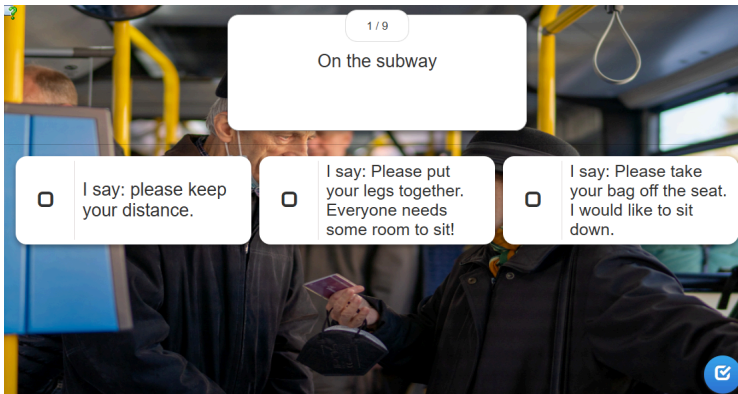 1 / 9
On the subway
I say: please keep
your distance.
I say: Please put
your legs together.
Everyone needs
some room to sit!
I say: Please take
your bag off the seat.
I would like to sit
down.